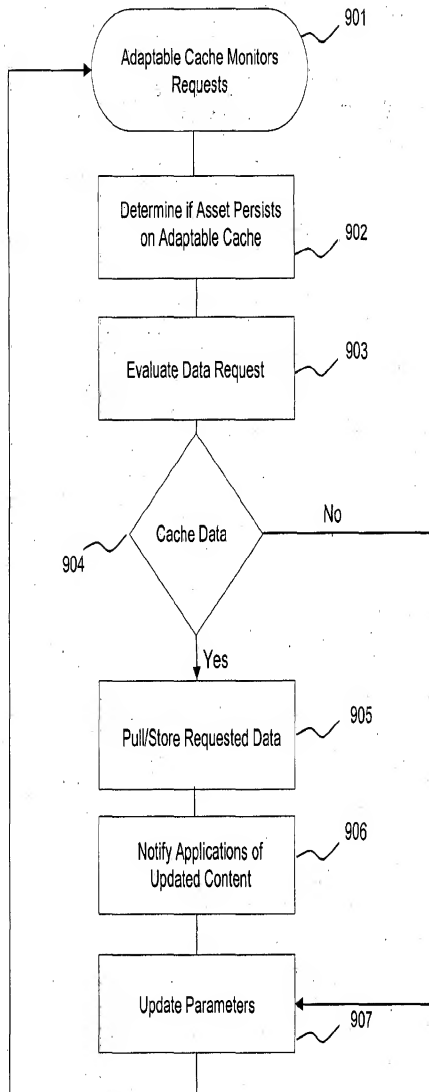 901
Adaptable Cache Monitors
Requests
Determine if Asset Persists
on Adaptable Cache
902
903
Evaluate Data Request
Cache Data
No
904
Yes
905
Pull/Store Requested Data
906
Notify Applications of
Updated Content
Update Parameters
907